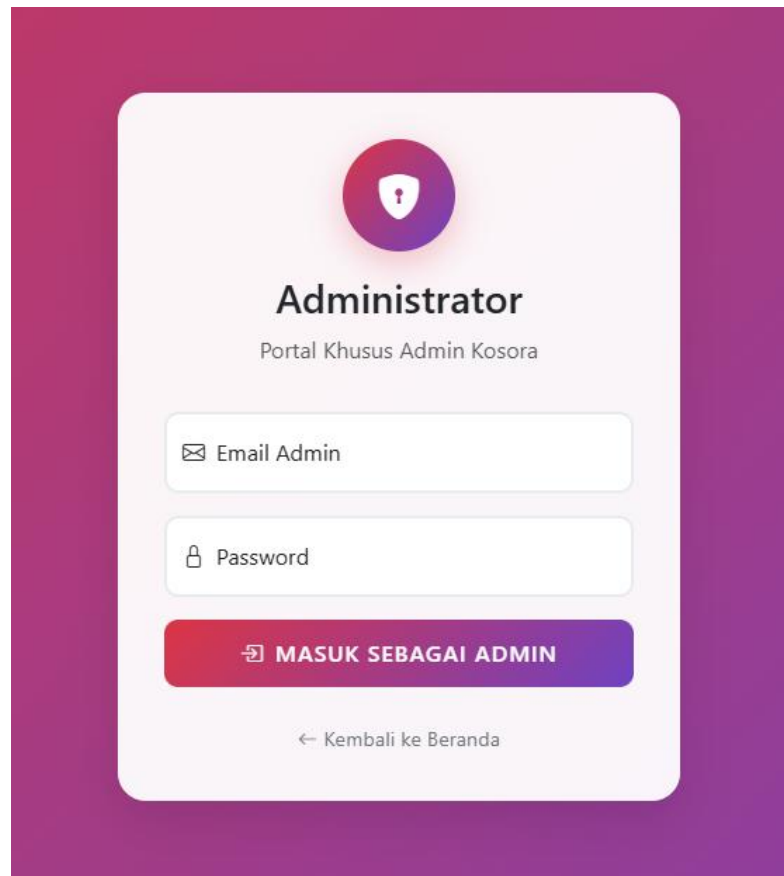 Administrator
Portal Khusus Admin Kosora
Email Admin
Password
MASUK SEBAGAI ADMIN
← Kembali ke Beranda